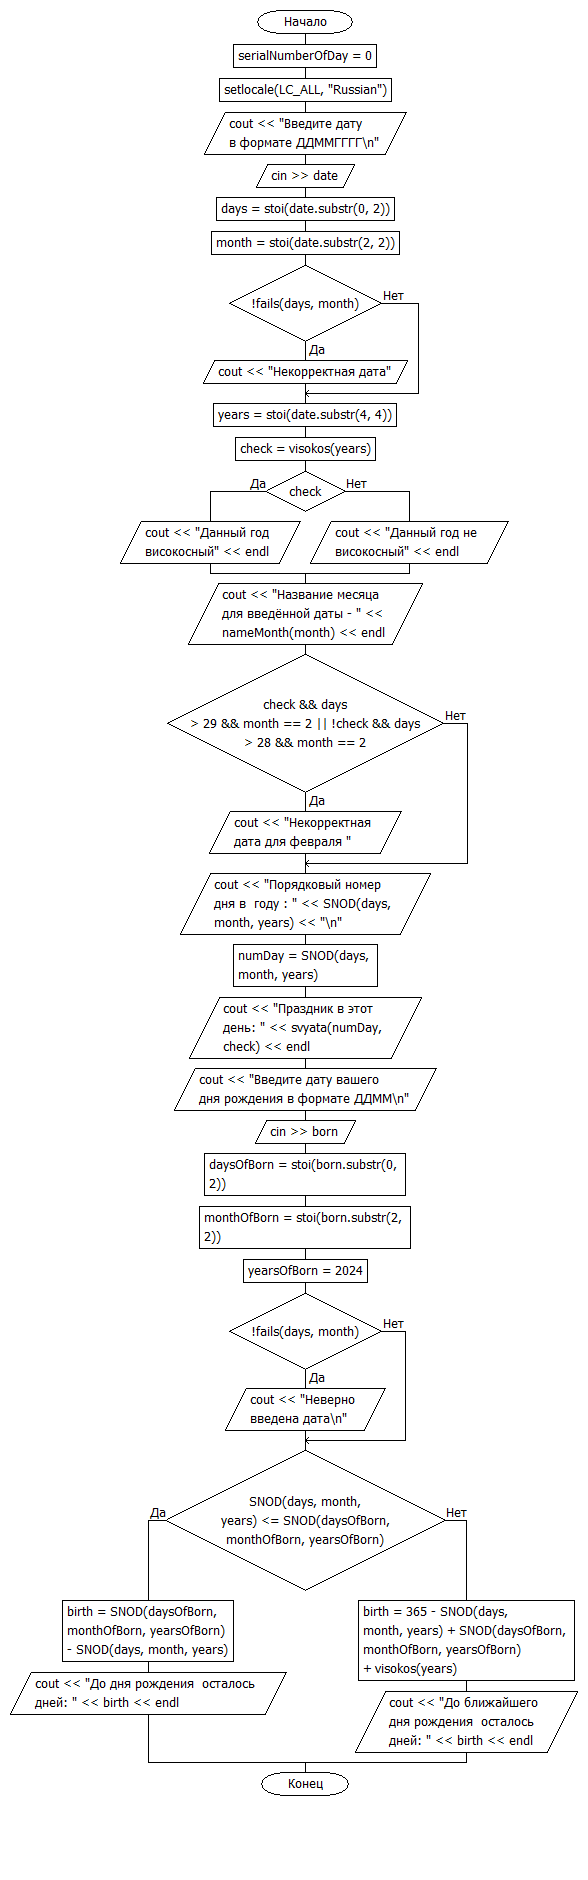 Начало
serialNumberOfDay = 0
setlocale(LC_ALL, "Russian")
cout << "Введите дату
в формате ДДММГГГГ\n"
cin >> date
days = stoi(date.substr(0, 2))
month = stoi(date.substr(2, 2))
!fails(days, month)
Нет
Да
cout << "Некорректная дата"
years = stoi(date.substr(4, 4))
check = visokos(years)
Да
check
Нет
cout << "Данный год
високосный" << endl
cout << "Данный год не
високосный" << endl
cout << "Название месяца
для введённой даты - " <<
nameMonth(month) << endl
check && days
> 29 && month == 2 || !check && days
> 28 && month == 2
Нет
Да
cout << "Некорректная
дата для февраля "
cout << "Порядковый номер
дня в  году : " << SNOD(days,
month, years) << "\n"
numDay = SNOD(days,
month, years)
cout << "Праздник в этот
день: " << svyata(numDay,
check) << endl
cout << "Введите дату вашего
дня рождения в формате ДДММ\n"
cin >> born
daysOfBorn = stoi(born.substr(0,
2))
monthOfBorn = stoi(born.substr(2,
2))
yearsOfBorn = 2024
!fails(days, month)
Нет
Да
cout << "Неверно
введена дата\n"
SNOD(days, month,
years) <= SNOD(daysOfBorn,
monthOfBorn, yearsOfBorn)
Да
Нет
birth = SNOD(daysOfBorn,
monthOfBorn, yearsOfBorn)
- SNOD(days, month, years)
cout << "До дня рождения  осталось
дней: " << birth << endl
birth = 365 - SNOD(days,
month, years) + SNOD(daysOfBorn,
monthOfBorn, yearsOfBorn)
+ visokos(years)
cout << "До ближайшего
дня рождения  осталось
дней: " << birth << endl
Конец